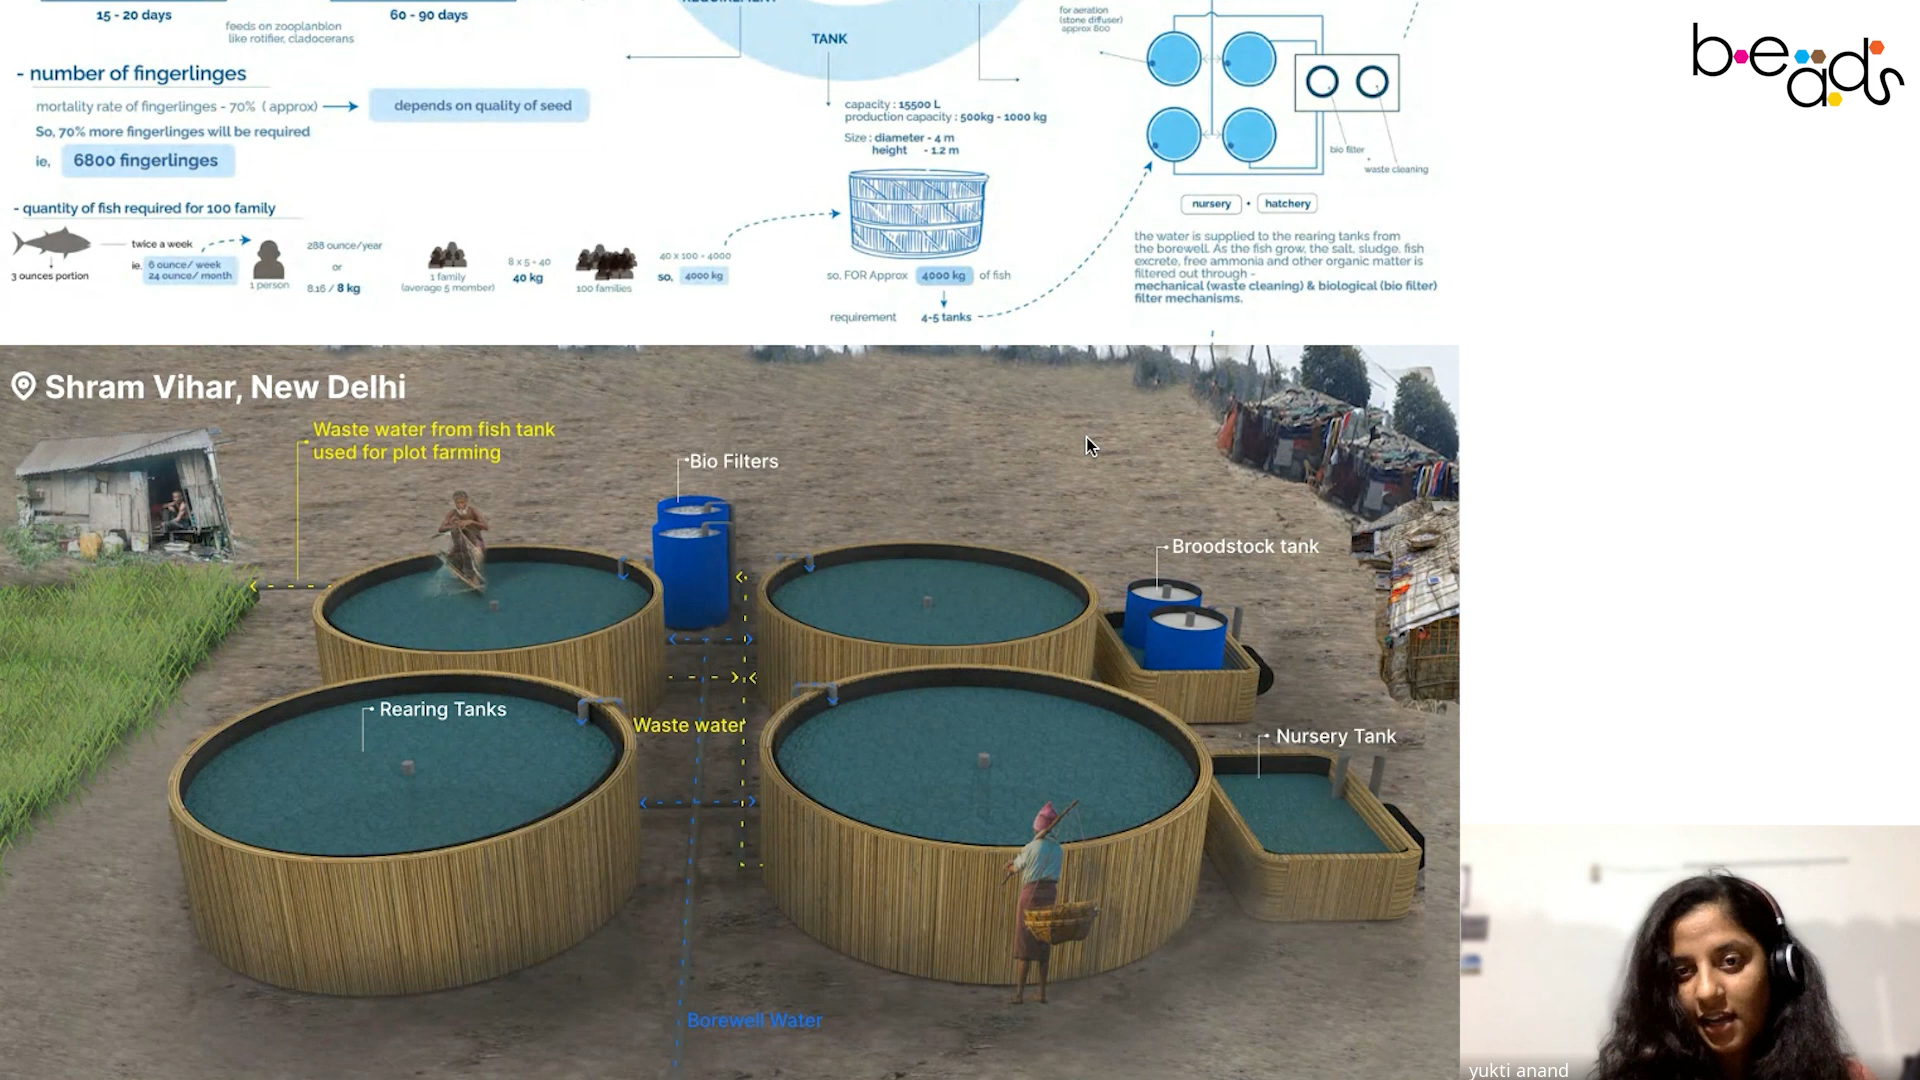 15 - 20 days
60 - 90 days
feeds on zooplanblon
like rotifier, cladocerans
- number of fingerlinges
mortality rate of fingerlinges - 70% ( approx)
depends on quality of seed
So, 70% more fingerlinges will be required
ie,
6800 fingerlinges
- quantity of fish required for 100 family
3 ounces portion
twice a week
ie, 6 ounce/ week
24 ounce/ month
1 person
288 ounce/year
or
8.16 / 8 kg
1 family
(average 5 member)
8 x 5 - 40
40 kg
100 families
40 x 100 - 4000
so, 4000 kg
TANK
capacity : 15500 L
production capacity : 500kg - 1000 kg
Size : diameter - 4 m
height - 1.2 m
so, FOR Approx 4000 kg of fish
requirement 4-5 tanks
for aeration
(stone diffuser)
approx 800
bio filter
waste cleaning
nursery + hatchery
the water is supplied to the rearing tanks from
the borewell. As the fish grow, the salt, sludge, fish
excrete, free ammonia and other organic matter is
filtered out through -
mechanical (waste cleaning) & biological (bio filter)
filter mechanisms.
beads
Shram Vihar, New Delhi
Waste water from fish tank
used for plot farming
Bio Filters
Broodstock tank
Rearing Tanks
Waste water
Nursery Tank
Borewell Water
yukti anand